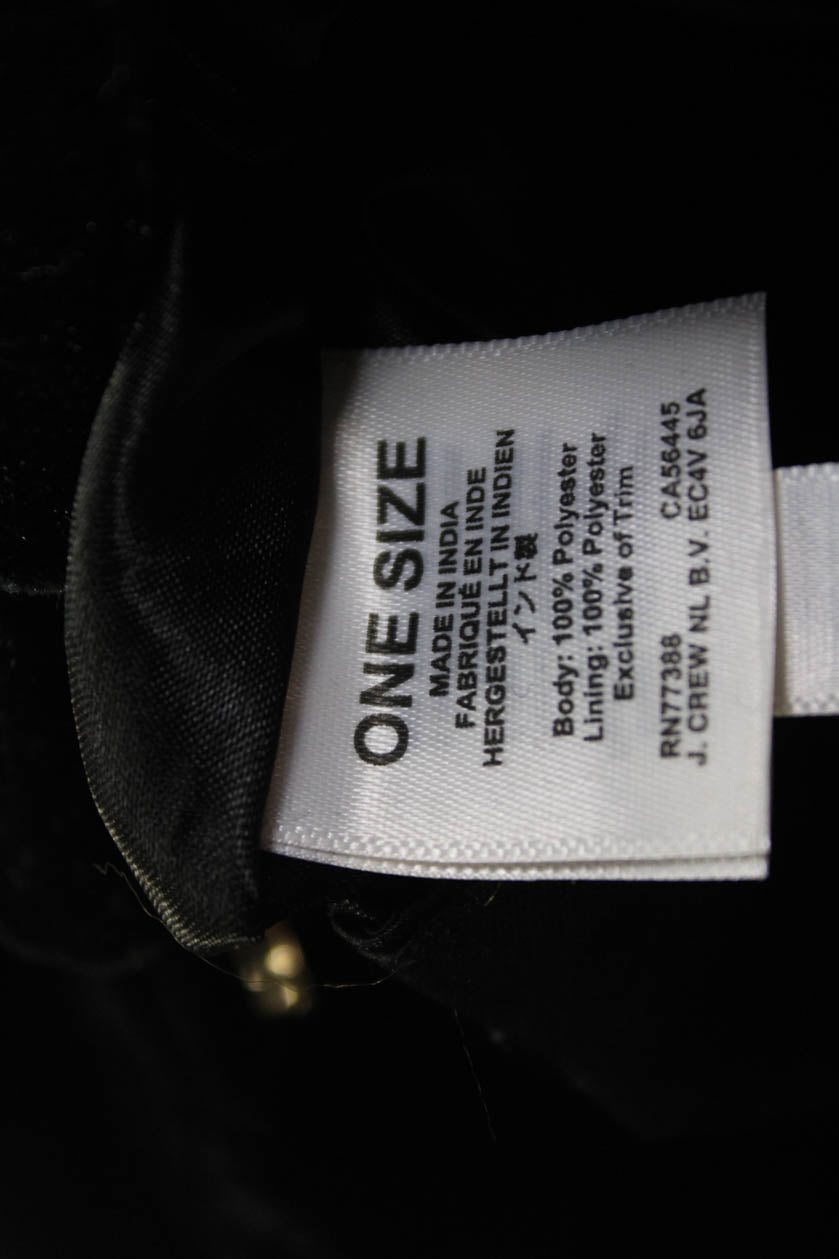 ONE SIZE
MADE IN INDIA
FABRIQUÉ EN INDE
HERGESTELLT IN INDIEN
インド製
Body: 100% Polyester
Lining: 100% Polyester
Exclusive of Trim
RN77388 CA56445
J. CREW NL B.V. EC4V 6JA